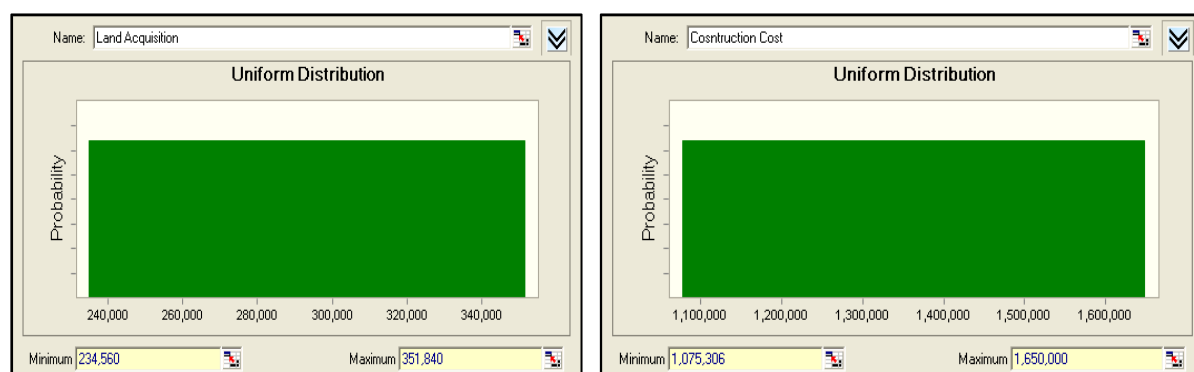 Name: Land Acquisition
Uniform Distribution
Probability
240,000 260,000 280,000 300,000 320,000 340,000
Minimum 234,560 Maximum 351,840
Name: Cosntruction Cost
Uniform Distribution
Probability
1,100,000 1,200,000 1,300,000 1,400,000 1,500,000 1,600,000
Minimum 1,075,306 Maximum 1,650,000